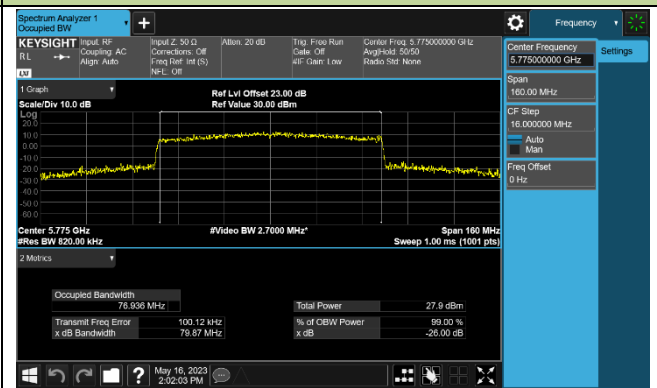 Spectrum Analyzer 1
Occupied BW
+
Frequency
KEYSIGHT
RL
LXI
Input: RF
Coupling: AC
Align: Auto
Input Z: 50 Ω
Corrections: Off
Freq Ref: Int (S)
NFE: Off
Atten: 20 dB
Trig: Free Run
Gate: Off
#IF Gain: Low
Center Freq: 5.775000000 GHz
Avg|Hold: 50/50
Radio Std: None
Center Frequency
5.775000000 GHz
Settings
Span
160.00 MHz
CF Step
16.000000 MHz
Auto
Man
Freq Offset
0 Hz
1 Graph
Scale/Div 10.0 dB
Ref Lvl Offset 23.00 dB
Ref Value 30.00 dBm
Log
20.0
10.0
0.00
-10.0
-20.0
-30.0
-40.0
-50.0
-60.0
Center 5.775 GHz
#Res BW 820.00 kHz
#Video BW 2.7000 MHz*
Span 160 MHz
Sweep 1.00 ms (1001 pts)
2 Metrics
Occupied Bandwidth
76.936 MHz
Total Power 27.9 dBm
Transmit Freq Error 100.12 kHz
% of OBW Power 99.00 %
x dB Bandwidth 79.87 MHz
x dB -26.00 dB
?
May 16, 2023
2:02:03 PM